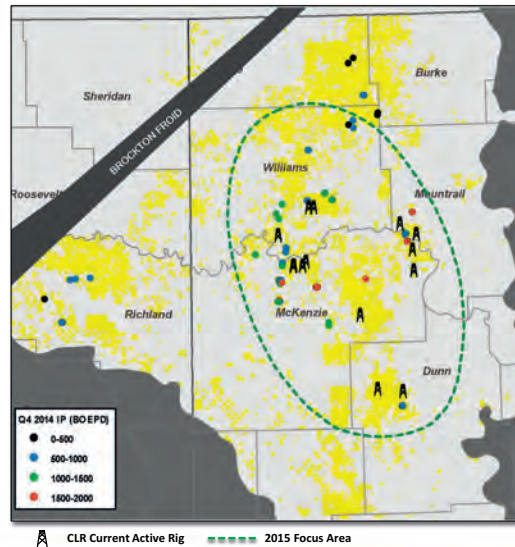 Burke
Sheridan
BROCKTON FROID
Williams
Mountrail
Roosevelt
Richland
McKenzie
Dunn
Q4 2014 IP (BOEPD)
0-500
500-1000
1000-1500
1500-2000
CLR Current Active Rig
2015 Focus Area